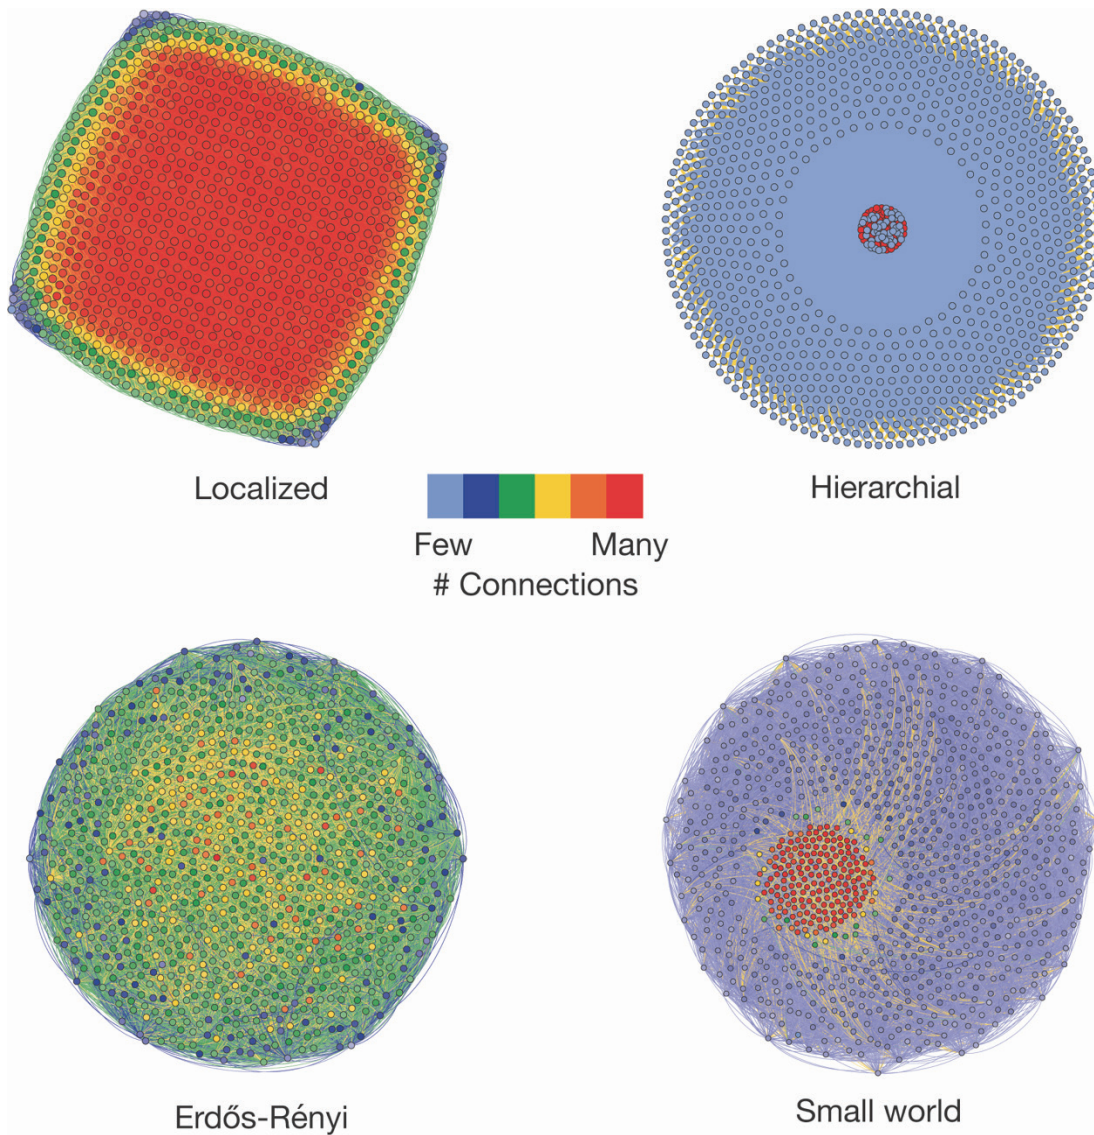 Localized
Hierarchial
Few
Many
# Connections
Erdős-Rényi
Small world